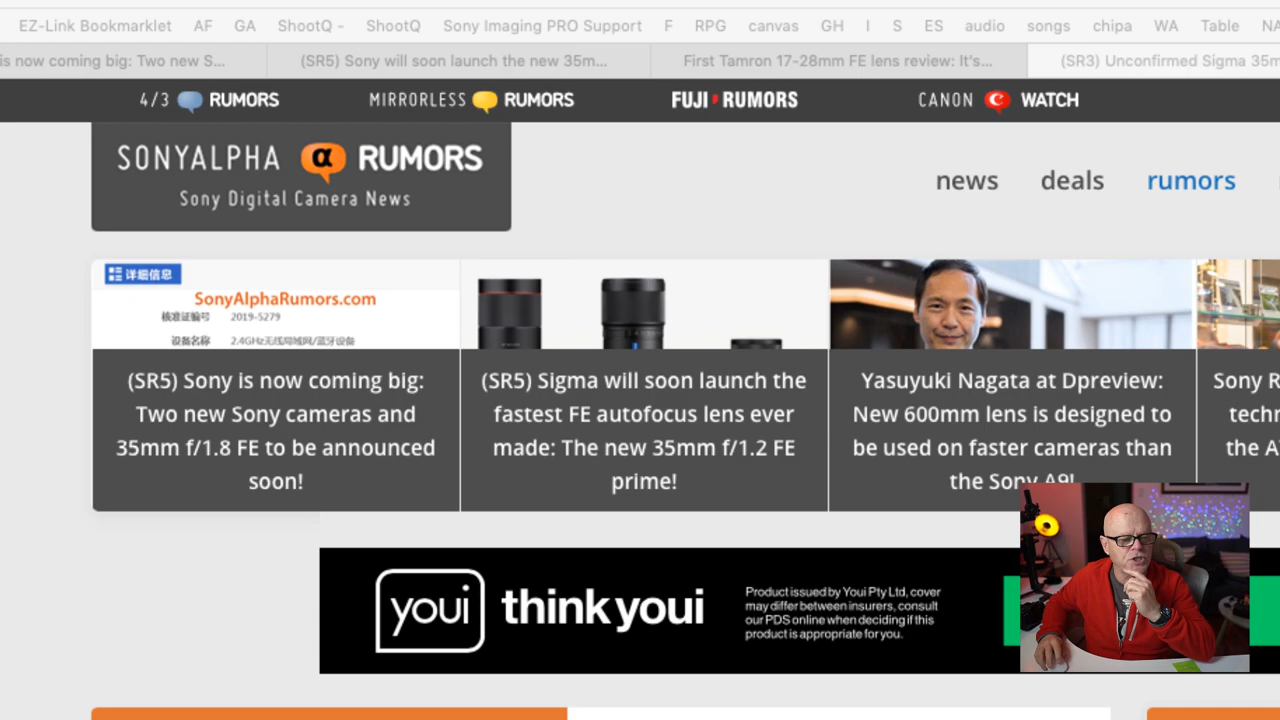 EZ-Link Bookmarklet AF GA ShootQ - ShootQ Sony Imaging PRO Support F RPG canvas GH I S ES audio songs chipa WA Table NA
is now coming big: Two new S... (SR5) Sony will soon launch the new 35m... First Tamron 17-28mm FE lens review: It's... (SR3) Unconfirmed Sigma 35m
4/3 RUMORS MIRRORLESS RUMORS FUJI RUMORS CANON WATCH
SONYALPHA α RUMORS
Sony Digital Camera News
news deals rumors
详细信息
SonyAlphaRumors.com
核准证编号 2019-5279
设备名称 2.4GHz无线局域网/蓝牙设备
(SR5) Sony is now coming big:
Two new Sony cameras and
35mm f/1.8 FE to be announced
soon!
(SR5) Sigma will soon launch the
fastest FE autofocus lens ever
made: The new 35mm f/1.2 FE
prime!
Yasuyuki Nagata at Dpreview:
New 600mm lens is designed to
be used on faster cameras than
the Sony A9!
Sony R
techn
the A
youi thinkyoui
Product issued by Youi Pty Ltd, cover
may differ between insurers, consult
our PDS online when deciding if this
product is appropriate for you.